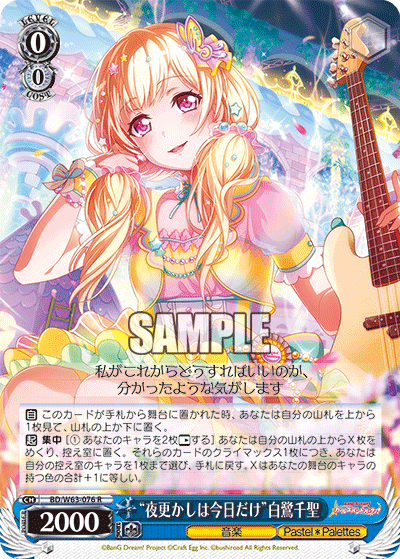 LEVEL
0
0
COST
SAMPLE
私がこれからどうすればいいのか、
分かったような気がします
自 このカードが手札から舞台に置かれた時、あなたは自分の山札を上から
1枚見て、山札の上か下に置く。
起 集中 [① あなたのキャラを2枚レストする] あなたは自分の山札の上からX枚を
めくり、控え室に置く。それらのカードのクライマックス1枚につき、あなたは
自分の控え室のキャラを1枚まで選び、手札に戻す。Xはあなたの舞台のキャラ
の持つ色の合計+1に等しい。
BD/W63-076 R
2000
“夜更かしは今日だけ”白鷺千聖
音楽
Pastel*Palettes
©BanG Dream! Project ©Craft Egg Inc. ©bushiroad All Rights Reserved.